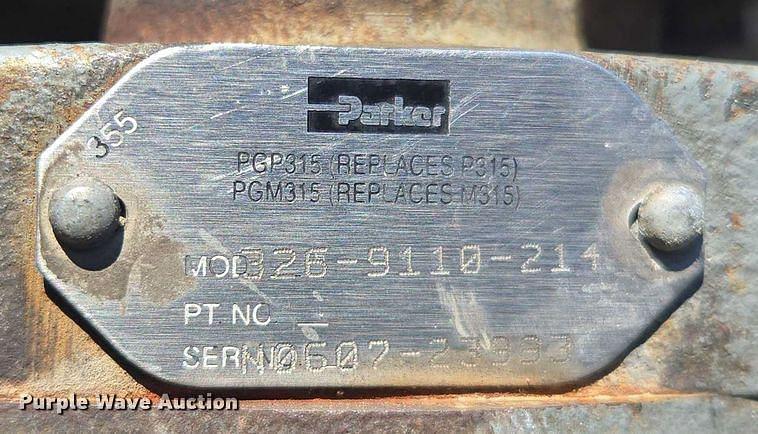 Parker
355
PGP315 (REPLACES P315)
PGM315 (REPLACES M315)
MOD 326-9110-214
PT. NO. -
SER N0607-23933
Purple Wave Auction